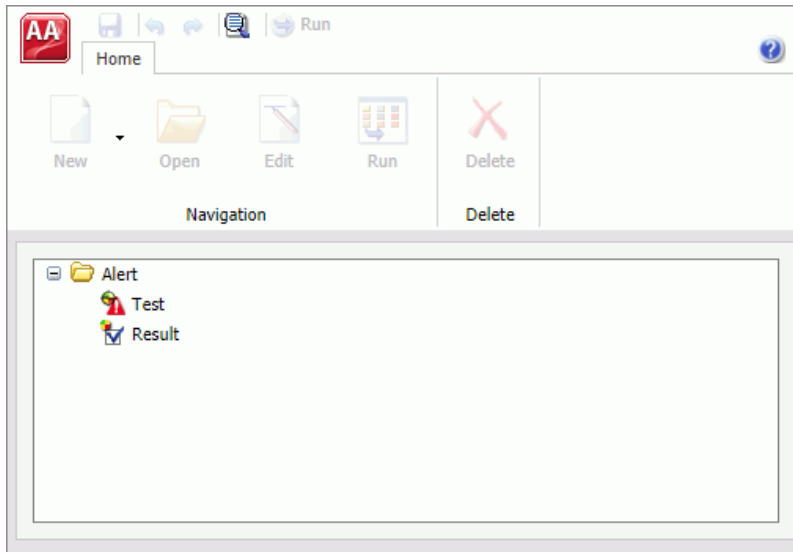 AA
Run
Home
New Open Edit Run Delete
Navigation Delete
Alert
Test
Result